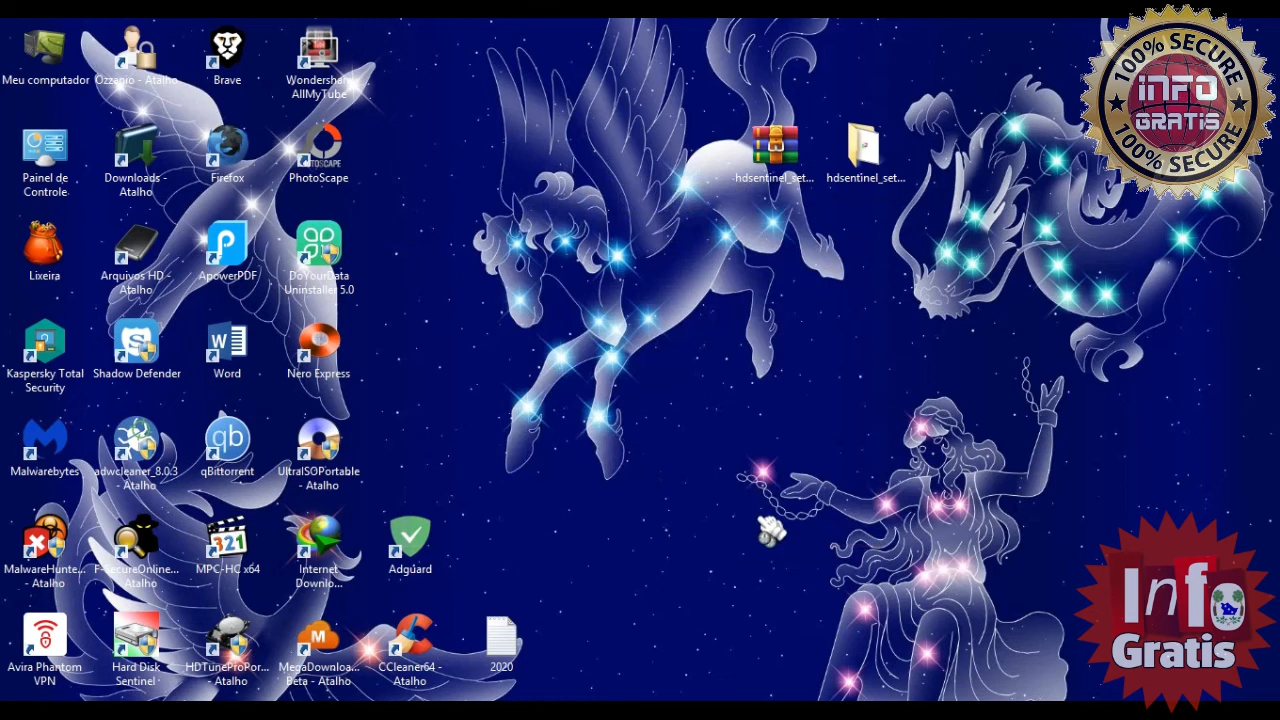 Meu computador
Ozzanio - Atalho
Brave
Wondershare
AllMyTube
Painel de
Controle
Downloads -
Atalho
Firefox
PhotoScape
TOSCAPE
hdsentinel_set...
hdsentinel_set...
Lixeira
Arquivos HD -
Atalho
ApowerPDF
DoYourData
Uninstaller 5.0
Kaspersky Total
Security
Shadow Defender
W
Word
Nero Express
Malwarebytes
adwcleaner_8.0.3
- Atalho
qb
qBittorrent
UltraISOPortable
- Atalho
MalwareHunte...
- Atalho
F-SecureOnline...
- Atalho
321
MPC-HC x64
Internet
Downlo...
Adguard
Avira Phantom
VPN
Hard Disk
Sentinel
HDTuneProPor...
- Atalho
M
MegaDownloa...
Beta - Atalho
CCleaner64 -
Atalho
2020
100% SECURE
INFO
GRATIS
100% SECURE
Info
Gratis